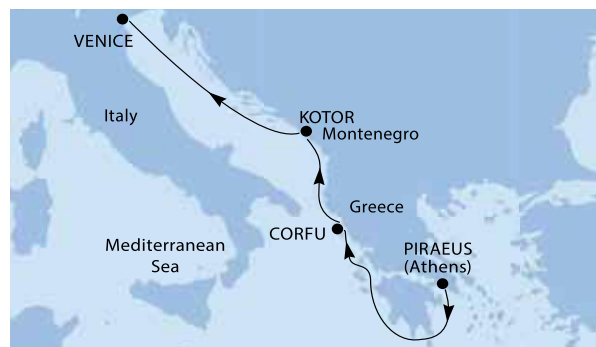 VENICE
Italy
KOTOR
Montenegro
Greece
CORFU
Mediterranean
Sea
PIRAEUS
(Athens)